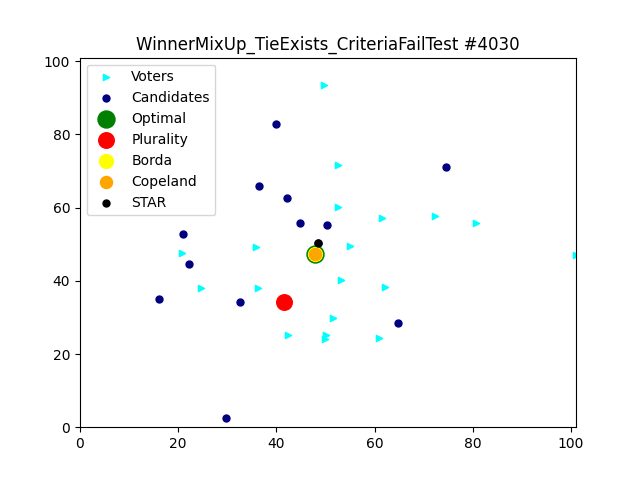 WinnerMixUp_TieExists_CriteriaFailTest #4030
100
80
60
40
20
0
Voters
Candidates
Optimal
Plurality
Borda
Copeland
STAR
0 20 40 60 80 100